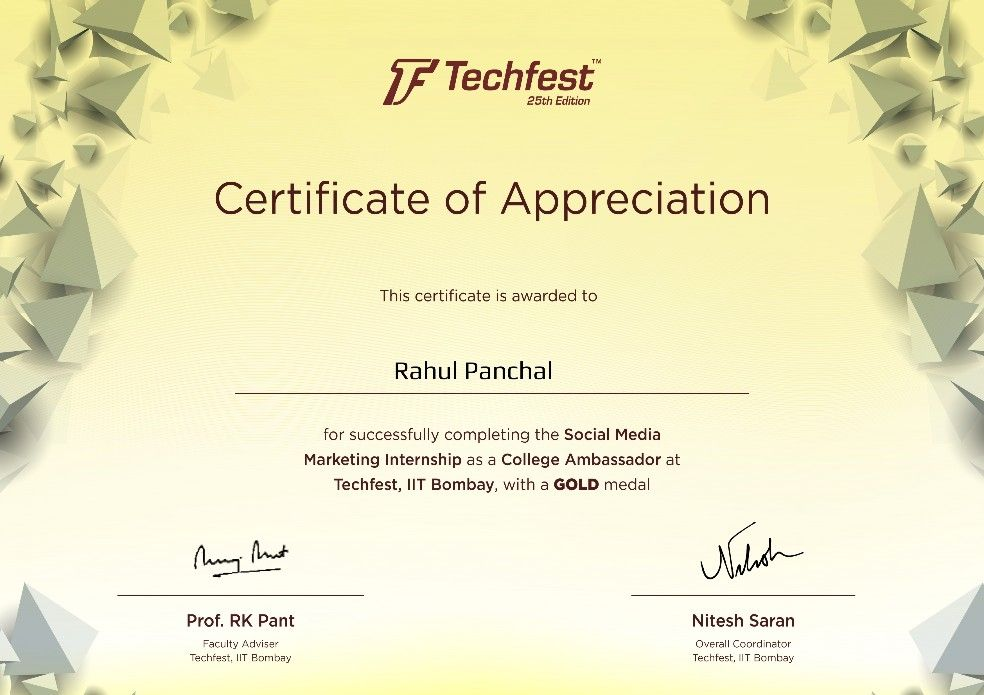 TF Techfest™
25th Edition
Certificate of Appreciation
This certificate is awarded to
Rahul Panchal
for successfully completing the Social Media
Marketing Internship as a College Ambassador at
Techfest, IIT Bombay, with a GOLD medal
Prof. RK Pant
Nitesh Saran
Faculty Adviser
Overall Coordinator
Techfest, IIT Bombay
Techfest, IIT Bombay